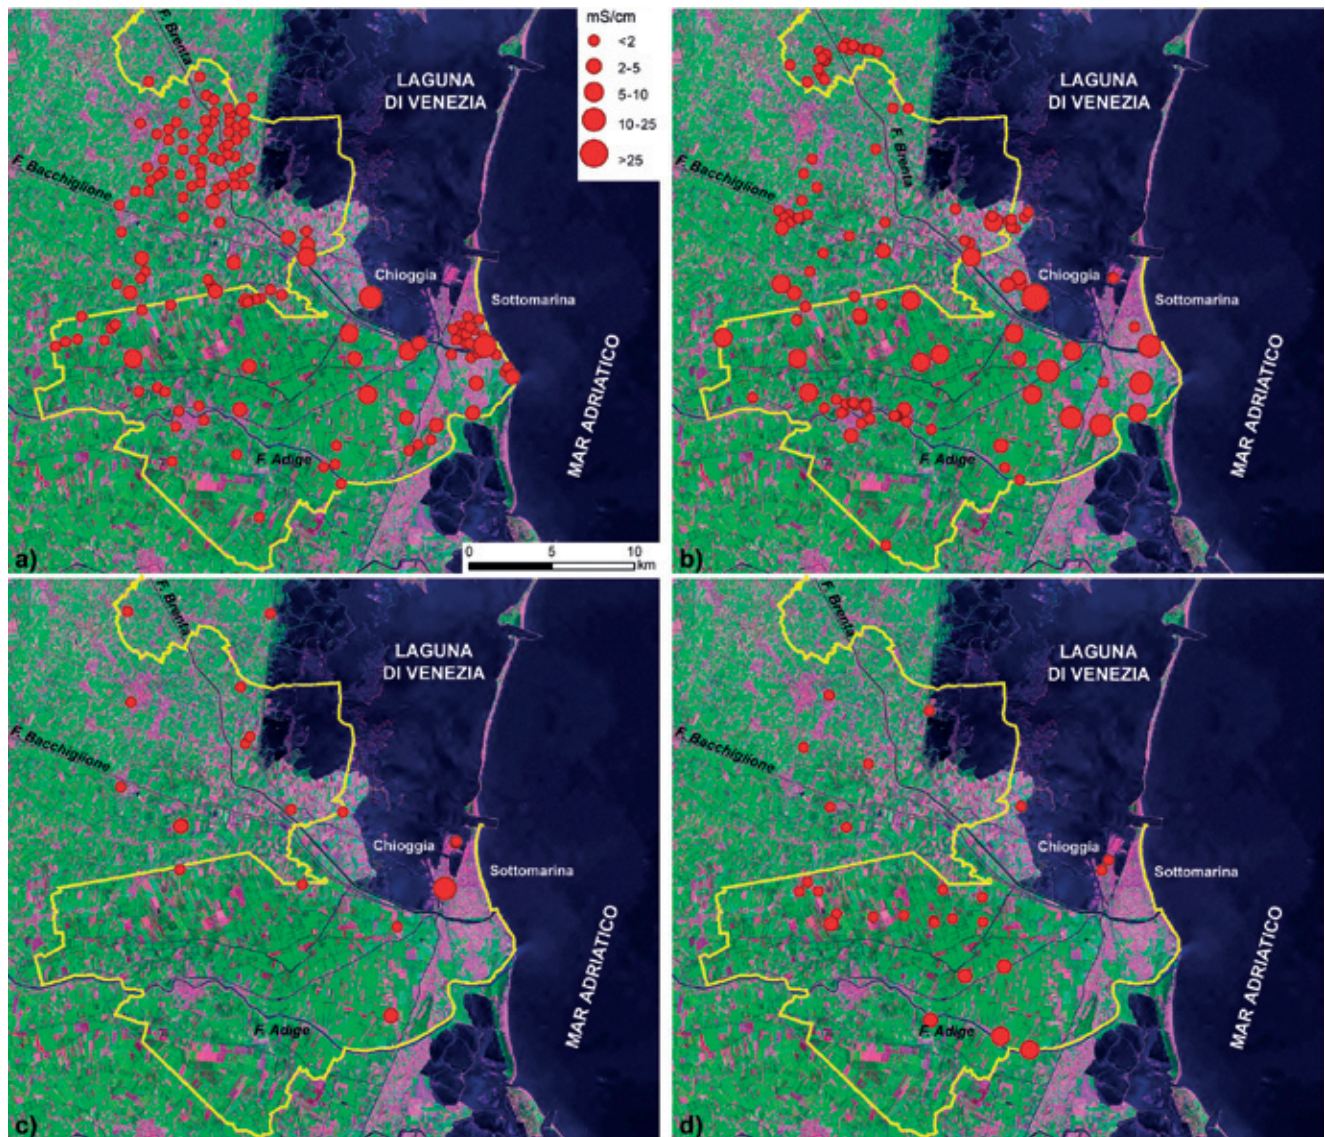 F. Brenta
mS/cm
<2
2-5
5-10
10-25
>25
LAGUNA
DI VENEZIA
F. Bacchiglione
Chioggia
Sottomarina
MAR ADRIATICO
F. Adige
a)
0 5 10
km
LAGUNA
DI VENEZIA
F. Brenta
F. Bacchiglione
Chioggia
Sottomarina
MAR ADRIATICO
F. Adige
b)
F. Brenta
LAGUNA
DI VENEZIA
F. Bacchiglione
Chioggia
Sottomarina
MAR ADRIATICO
F. Adige
c)
F. Brenta
LAGUNA
DI VENEZIA
F. Bacchiglione
Chioggia
Sottomarina
MAR ADRIATICO
F. Adige
d)